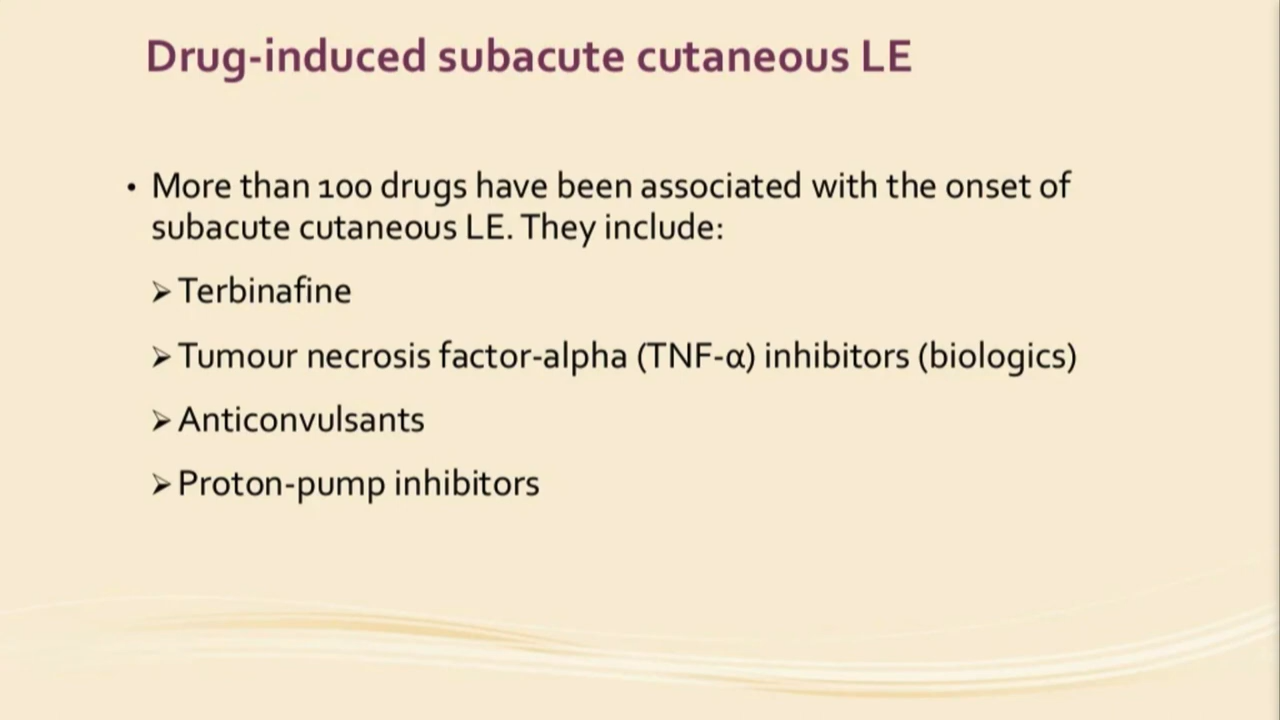 Drug-induced subacute cutaneous LE
• More than 100 drugs have been associated with the onset of
subacute cutaneous LE. They include:
➢ Terbinafine
➢ Tumour necrosis factor-alpha (TNF-α) inhibitors (biologics)
➢ Anticonvulsants
➢ Proton-pump inhibitors